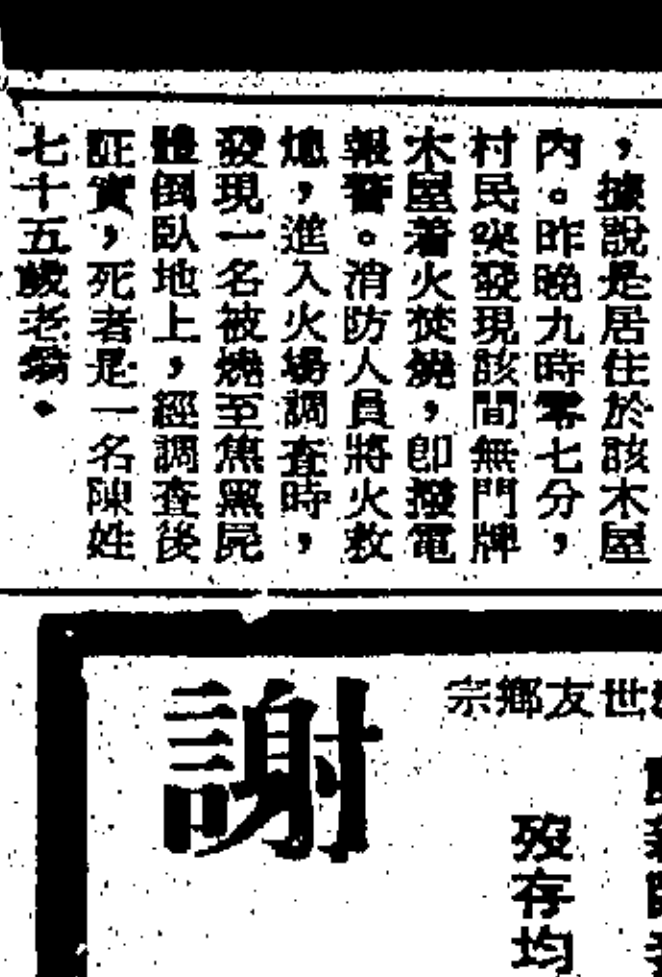 ，據說是居住於該木屋
內。昨晚九時零七分，
村民突發現該間無門牌
木屋着火焚燒，即撥電
報警。消防人員將火救
熄，進入火場調查時，
發現一名被燒至焦黑屍
體倒臥地上，經調查後
証實，死者是一名陳姓
七十五歲老翁。
世友鄉宗
歿存均
謝